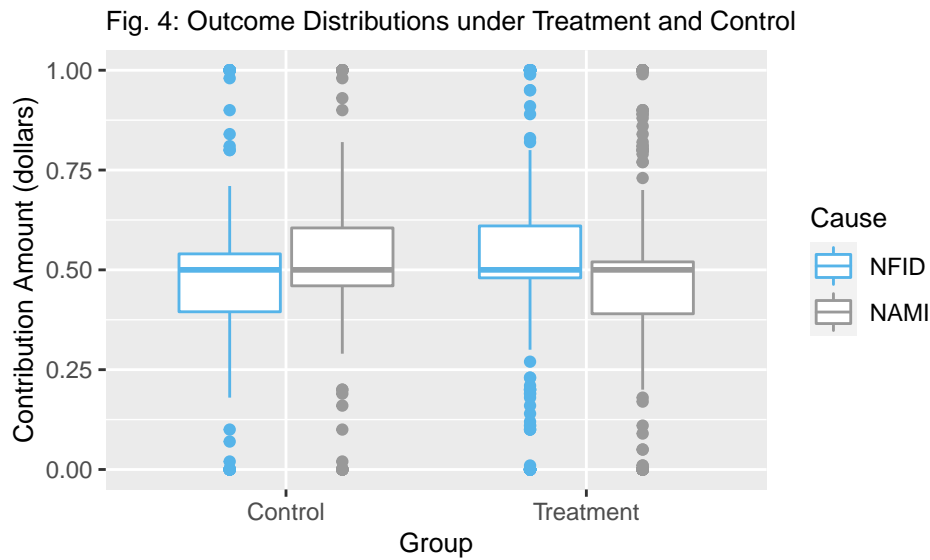 Fig. 4: Outcome Distributions under Treatment and Control
1.00
0.75
0.50
0.25
0.00
Contribution Amount (dollars)
Control
Treatment
Group
Cause
NFID
NAMI